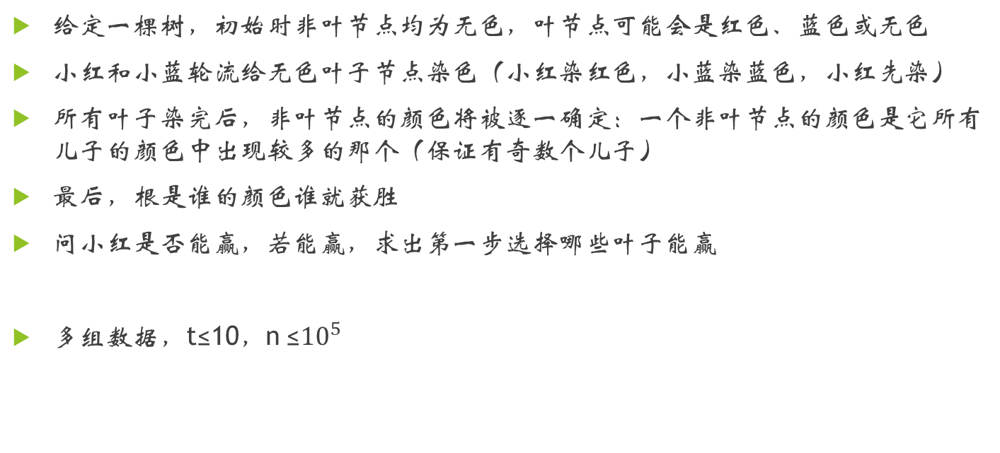 给定一棵树，初始时非叶节点均为无色，叶节点可能会是红色、蓝色或无色
小红和小蓝轮流给无色叶子节点染色（小红染红色，小蓝染蓝色，小红先染）
所有叶子染完后，非叶节点的颜色将被逐一确定：一个非叶节点的颜色是它所有
儿子的颜色中出现较多的那个（保证有奇数个儿子）
最后，根是谁的颜色谁就获胜
问小红是否能赢，若能赢，求出第一步选择哪些叶子能赢
多组数据，t≤10，n ≤10⁵